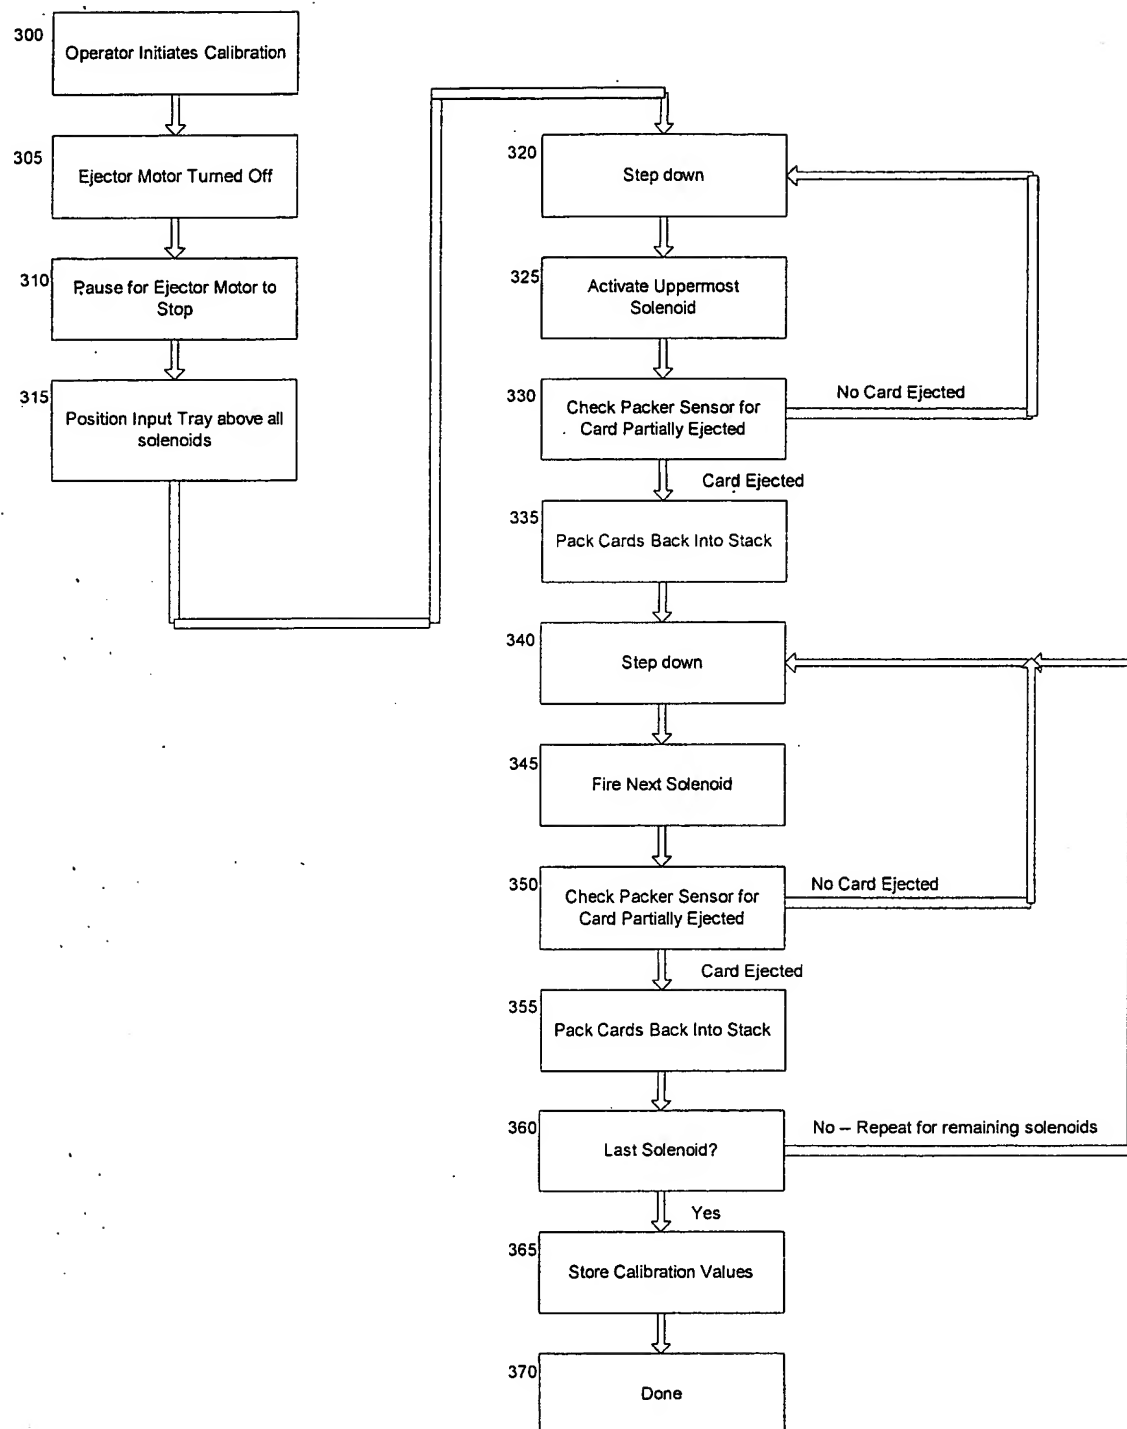 300
Operator Initiates Calibration
305
Ejector Motor Turned Off
310
Pause for Ejector Motor to
Stop
315
Position Input Tray above all
solenoids
320
Step down
325
Activate Uppermost
Solenoid
330
Check Packer Sensor for
Card Partially Ejected
No Card Ejected
Card Ejected
335
Pack Cards Back Into Stack
340
Step down
345
Fire Next Solenoid
350
Check Packer Sensor for
Card Partially Ejected
No Card Ejected
Card Ejected
355
Pack Cards Back Into Stack
360
Last Solenoid?
No – Repeat for remaining solenoids
Yes
365
Store Calibration Values
370
Done